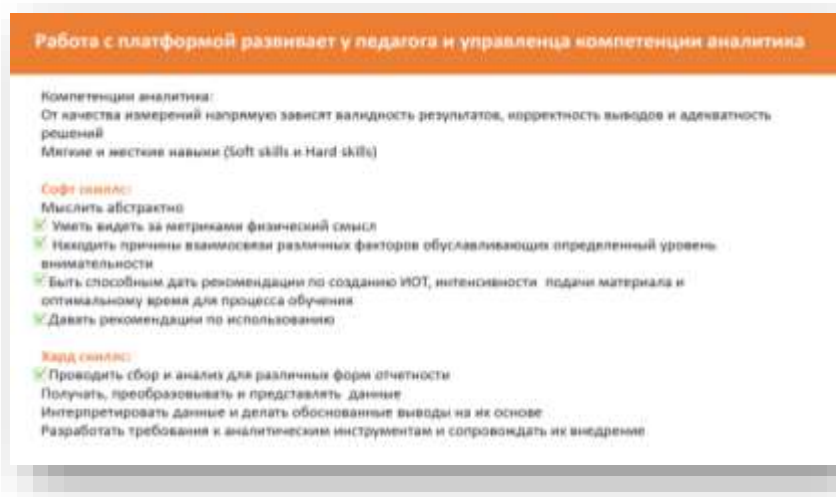 Работа с платформой развивает у педагога и управленца компетенции аналитика
Компетенции аналитика:
От качества измерений напрямую зависят валидность результатов, корректность выводов и адекватность
решений
Мягкие и жесткие навыки (Soft skills и Hard skills)
Софт скиллс:
Мыслить абстрактно
Уметь видеть за метриками физический смысл
Находить причины взаимосвязи различных факторов обуславливающих определенный уровень
внимательности
Быть способным дать рекомендации по созданию ИОТ, интенсивности подачи материала и
оптимальному время для процесса обучения
Давать рекомендации по использованию
Хард скиллс:
Проводить сбор и анализ для различных форм отчетности
Получать, преобразовывать и представлять данные
Интерпретировать данные и делать обоснованные выводы на их основе
Разработать требования к аналитическим инструментам и сопровождать их внедрение